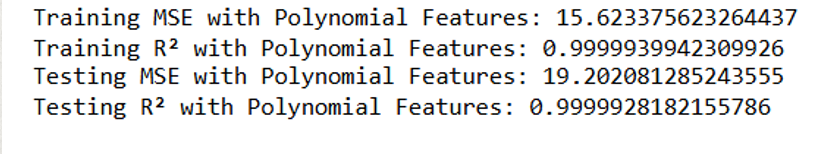 Training MSE with Polynomial Features: 15.623375623264437
Training R² with Polynomial Features: 0.9999939942309926
Testing MSE with Polynomial Features: 19.202081285243555
Testing R² with Polynomial Features: 0.9999928182155786